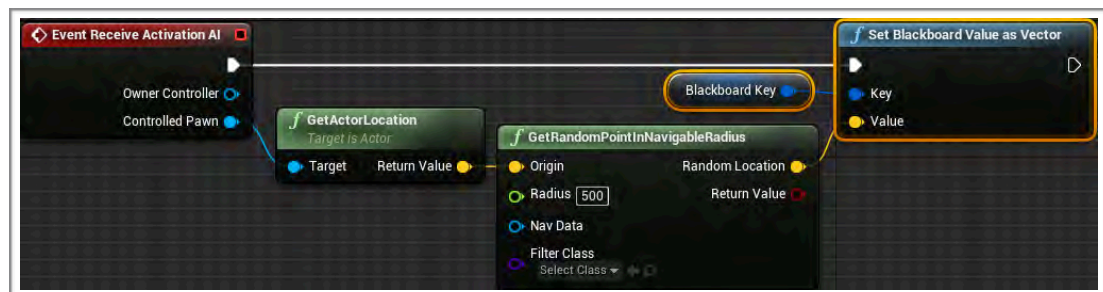 Event Receive Activation AI
Owner Controller
Controlled Pawn
f GetActorLocation
Target is Actor
Target Return Value
f GetRandomPointInNavigableRadius
Origin Random Location
Radius 500 Return Value
Nav Data
Filter Class
Select Class
Blackboard Key
f Set Blackboard Value as Vector
Key
Value